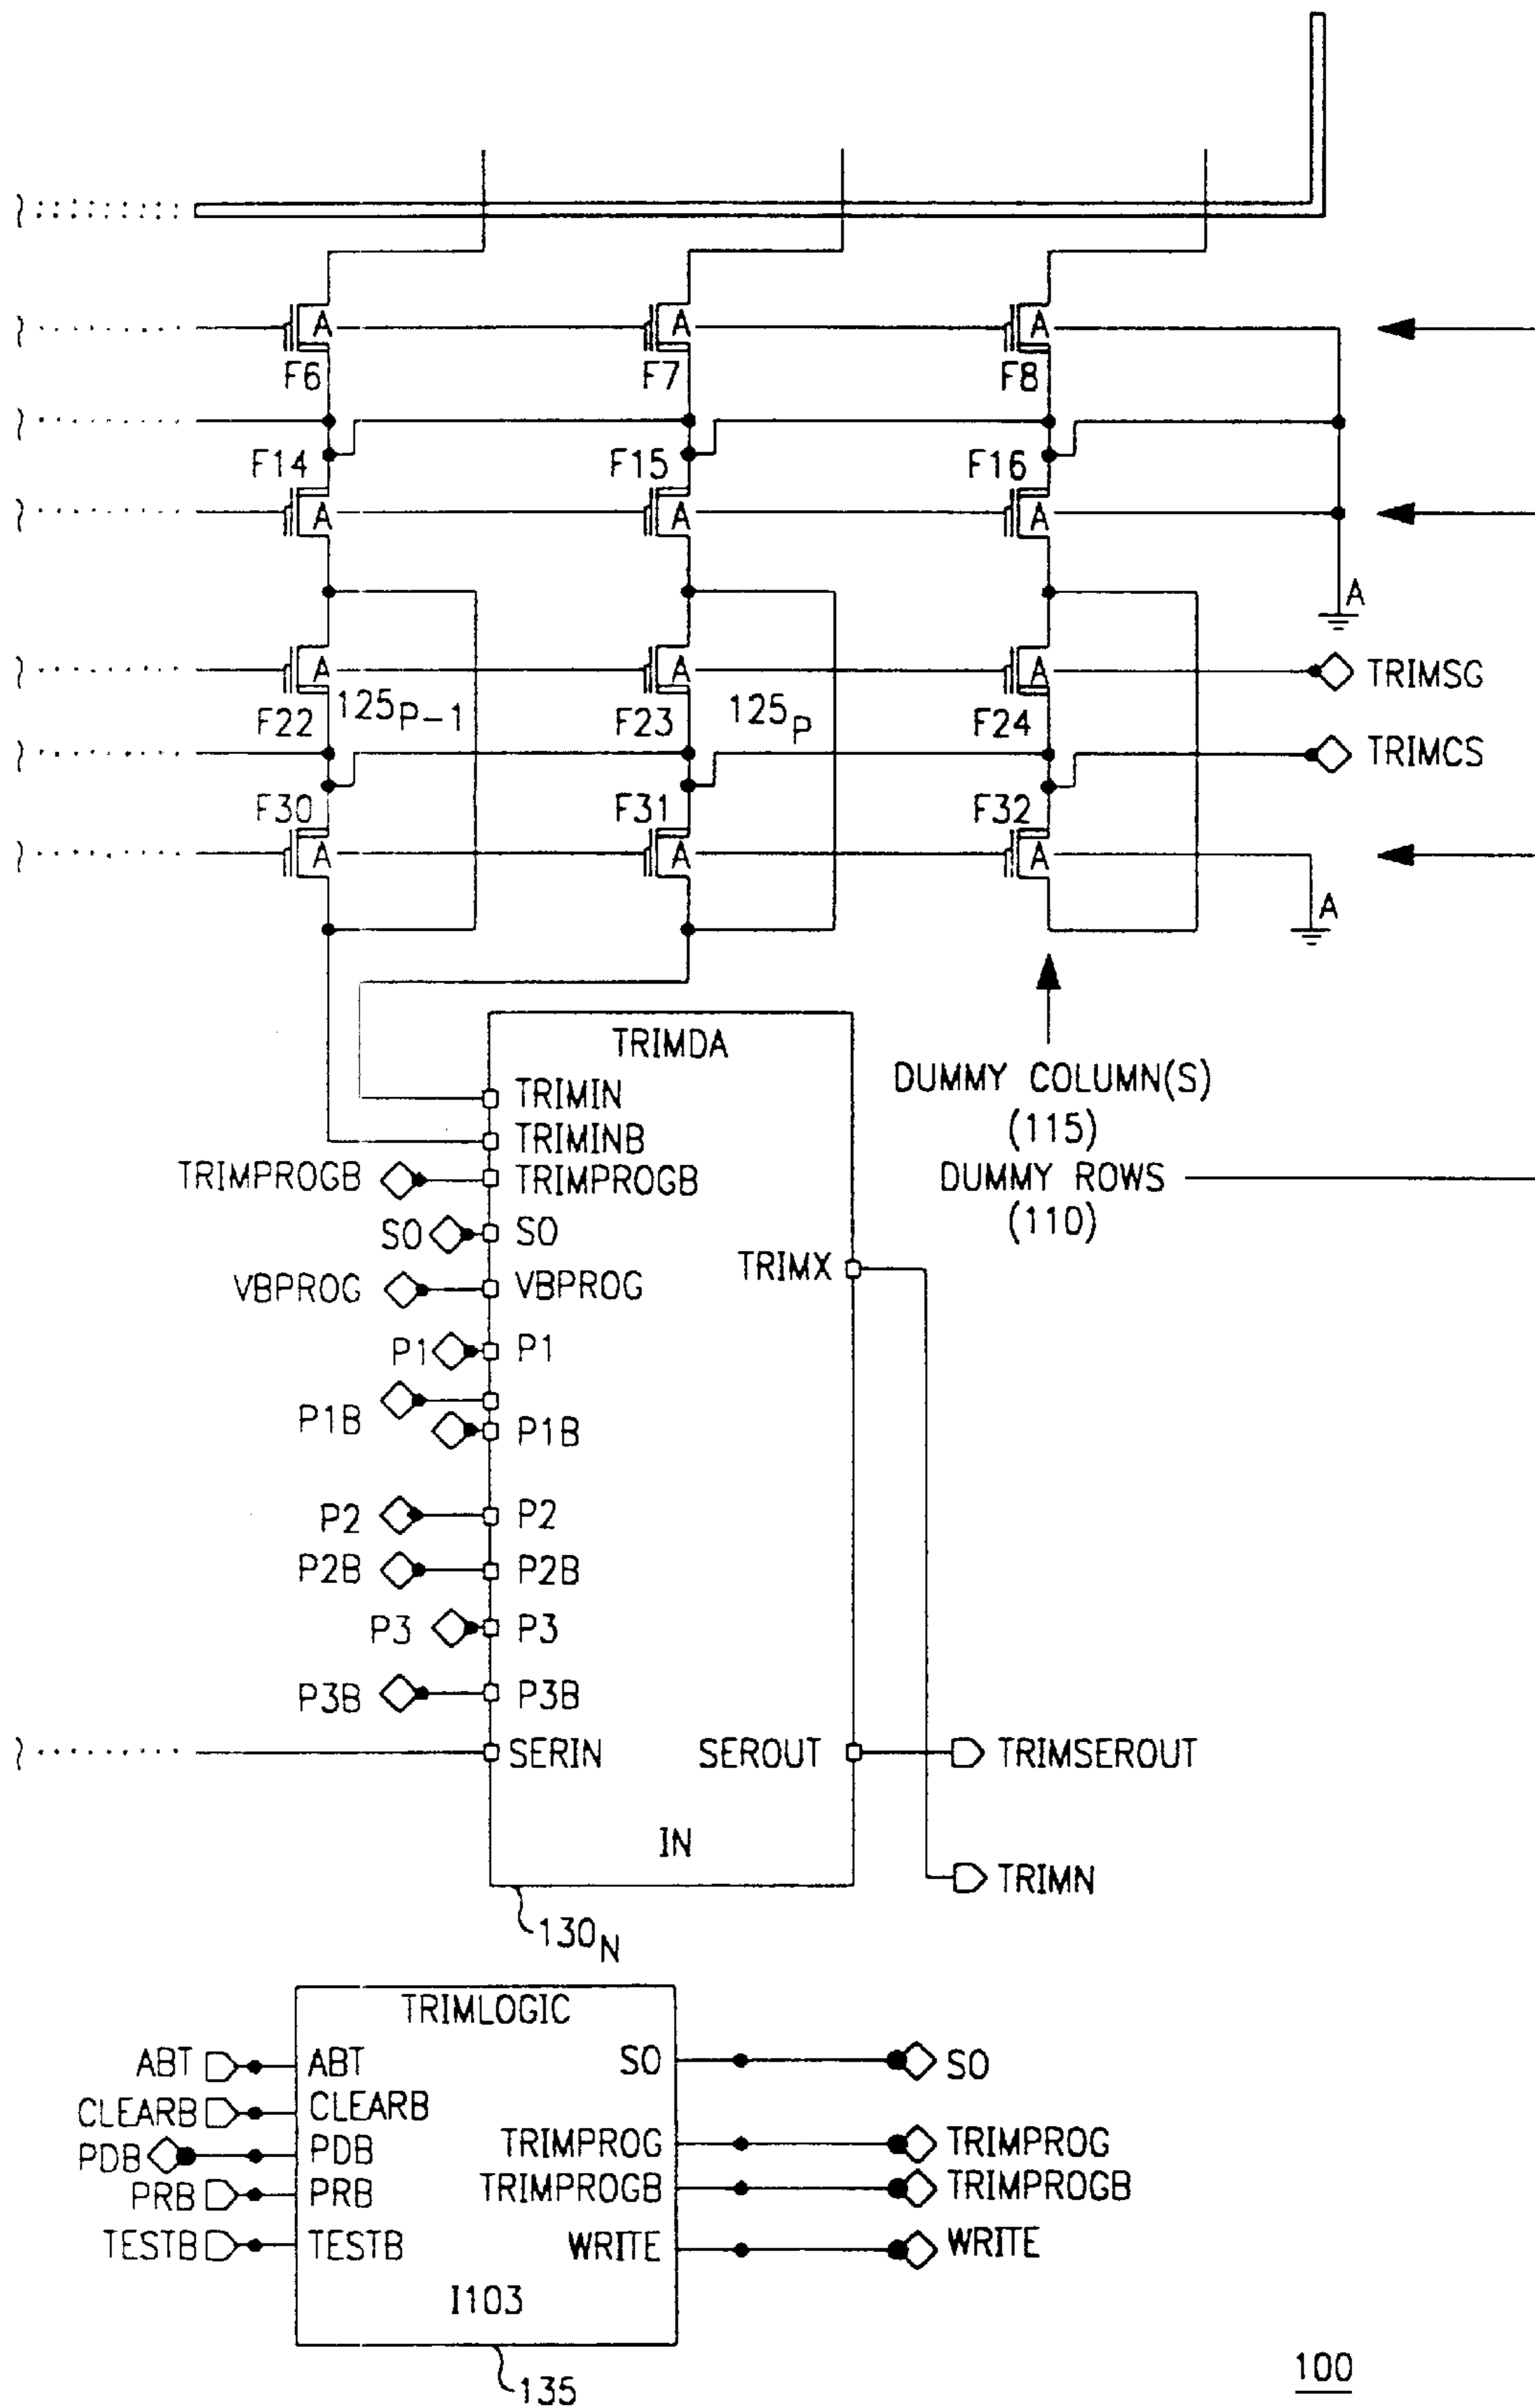 A A A
F6 F7 F8
F14 F15 F16
A A A
A
A A A TRIMSG
F22 125P-1 F23 125P F24
TRIMCS
F30 F31 F32
A A A
A
TRIMDA
TRIMIN
TRIMINB
TRIMPROGB TRIMPROGB
SO SO
VBPROG VBPROG
P1 P1
P1B P1B
P2 P2
P2B P2B
P3 P3
P3B P3B
SERIN
TRIMX
SEROUT TRIMSEROUT
IN
TRIMN
130N
DUMMY COLUMN(S)
(115)
DUMMY ROWS
(110)
TRIMLOGIC
ABT ABT
CLEARB CLEARB
PDB PDB
PRB PRB
TESTB TESTB
SO SO
TRIMPROG TRIMPROG
TRIMPROGB TRIMPROGB
WRITE WRITE
I103
135
100